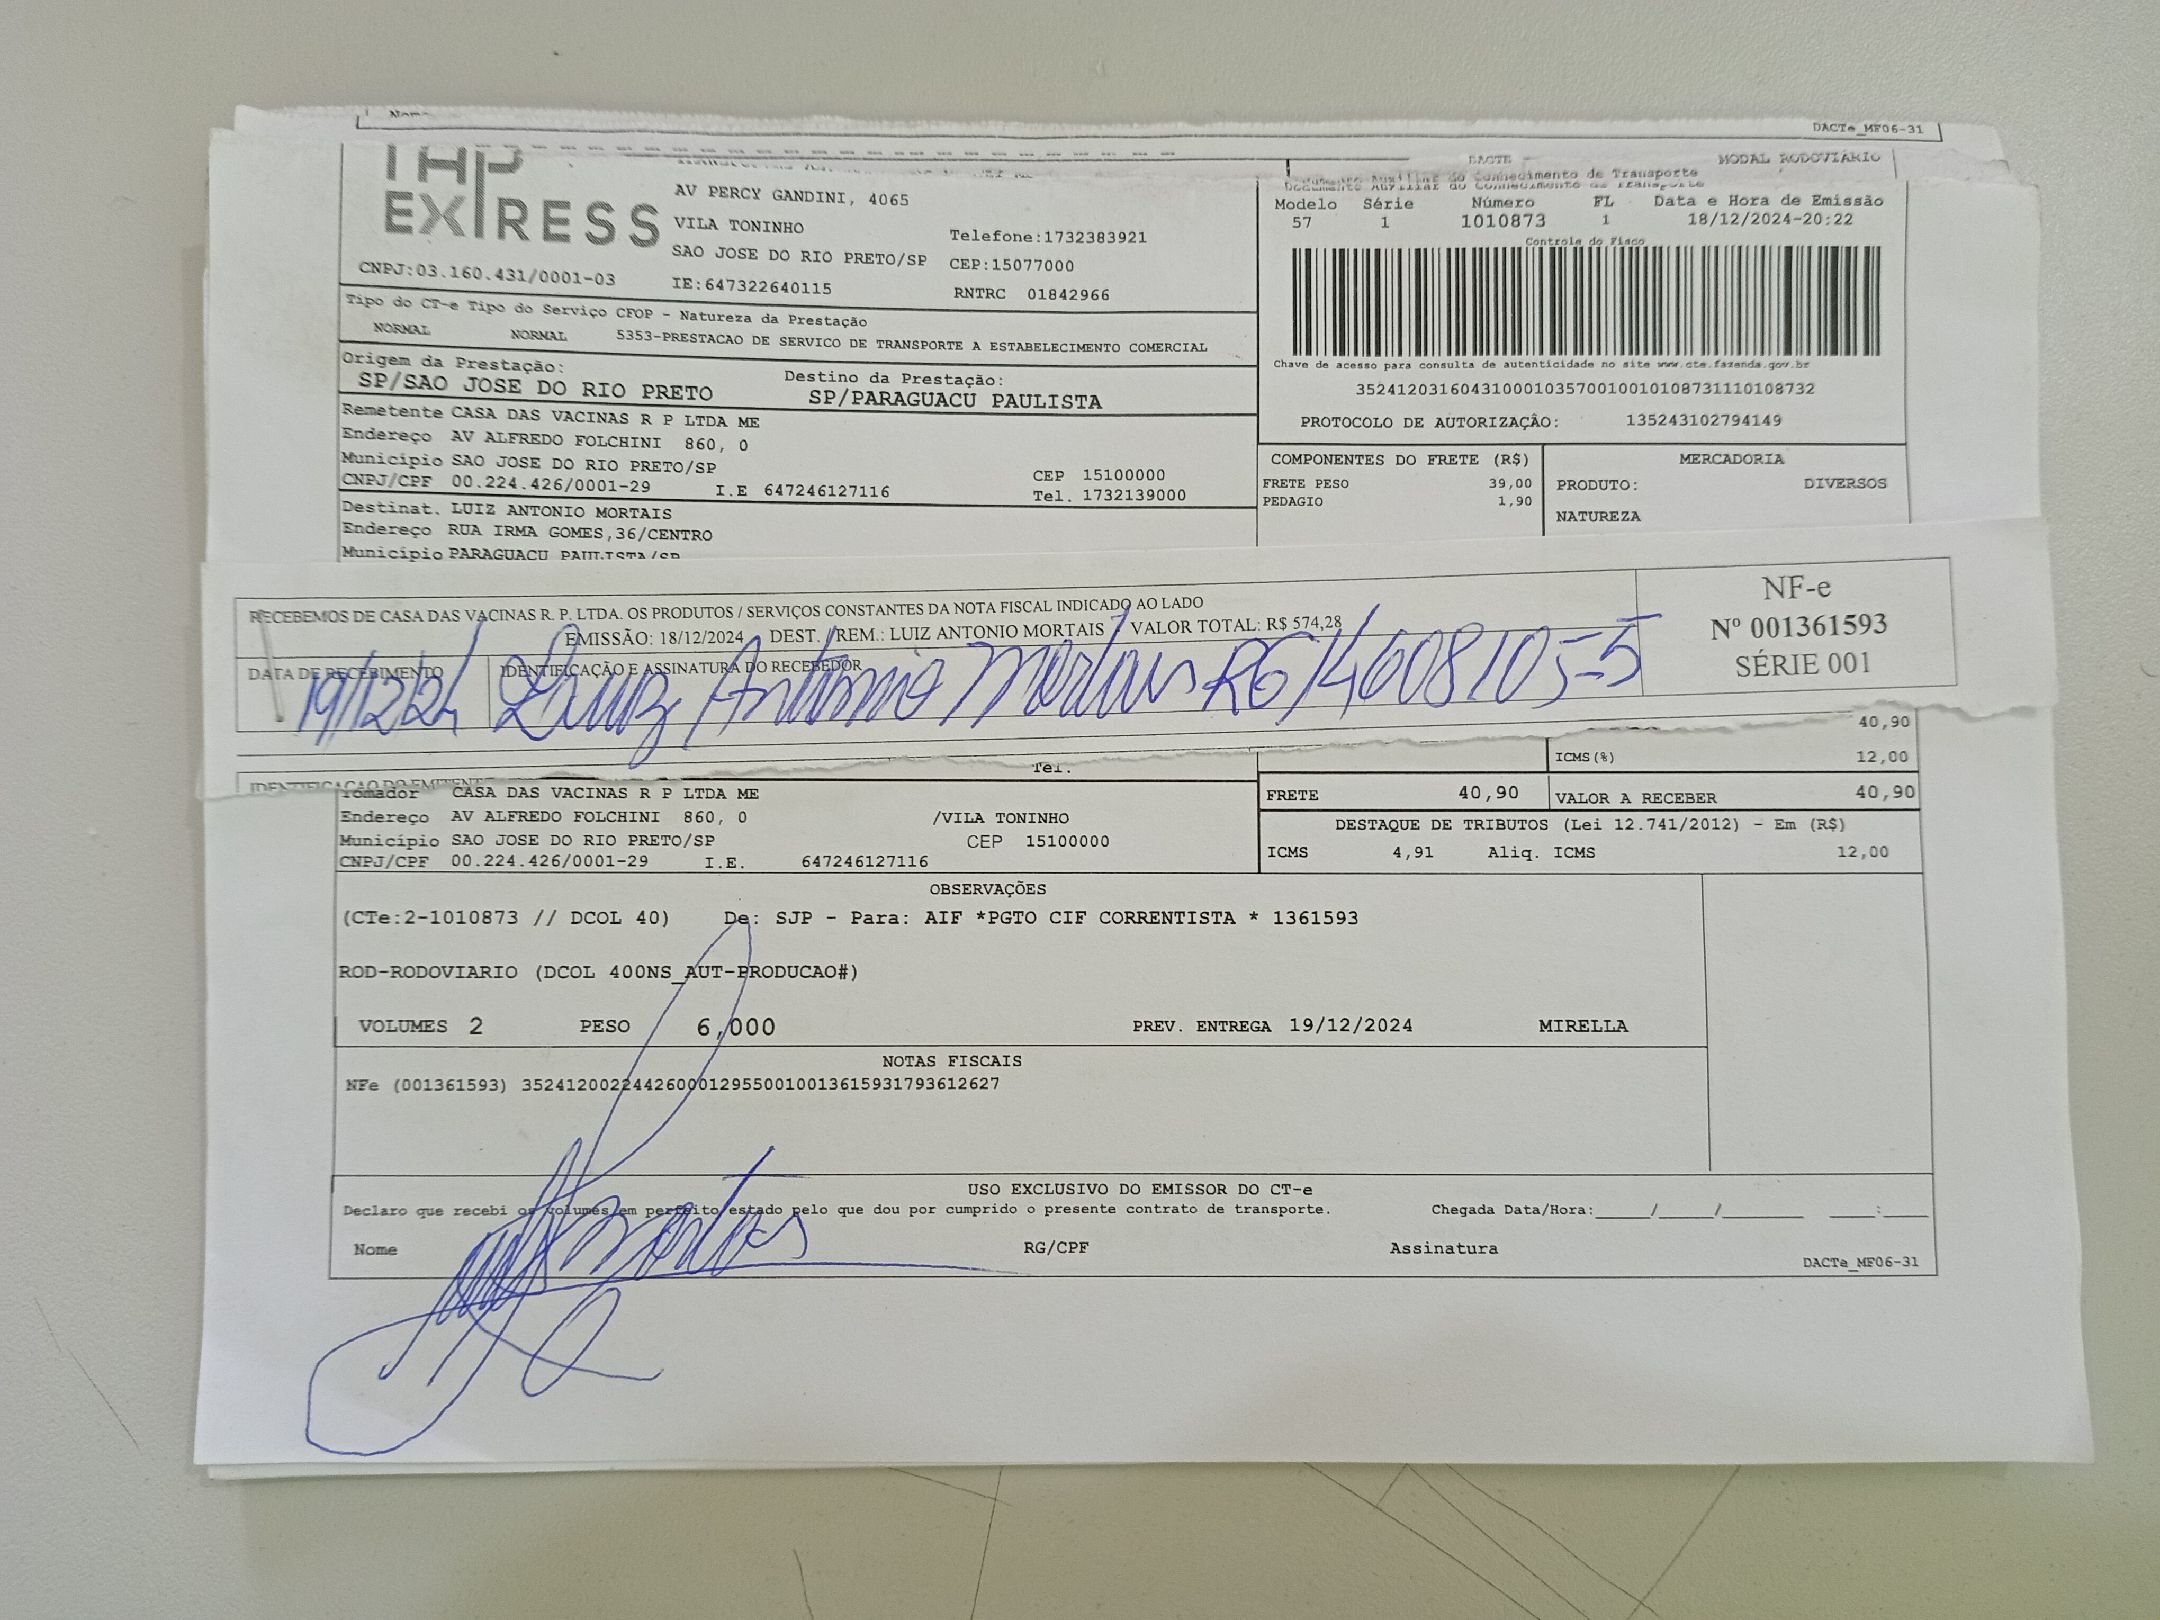 DACTe_MF06-31
THP
EXPRESS
AV PERCY GANDINI, 4065
VILA TONINHO
Telefone:1732383921
SAO JOSE DO RIO PRETO/SP CEP:15077000
CNPJ:03.160.431/0001-03 IE:647322640115 RNTRC 01842966
DACTE MODAL RODOVIÁRIO
Documento Auxiliar do Conhecimento de Transporte
Modelo Série Número FL Data e Hora de Emissão
57 1 1010873 1 18/12/2024-20:22
Controle do Fisco
Chave de acesso para consulta de autenticidade no site www.cte.fazenda.gov.br
35241203160431000103570010010108731110108732
PROTOCOLO DE AUTORIZAÇÂO: 135243102794149
Tipo do CT-e Tipo do Serviço CFOP - Natureza da Prestação
NORMAL NORMAL 5353-PRESTACAO DE SERVICO DE TRANSPORTE A ESTABELECIMENTO COMERCIAL
Origem da Prestação: Destino da Prestação:
SP/SAO JOSE DO RIO PRETO SP/PARAGUACU PAULISTA
Remetente CASA DAS VACINAS R P LTDA ME
Endereço AV ALFREDO FOLCHINI 860, 0
Município SAO JOSE DO RIO PRETO/SP CEP 15100000
CNPJ/CPF 00.224.426/0001-29 I.E 647246127116 Tel. 1732139000
Destinat. LUIZ ANTONIO MORTAIS
Endereço RUA IRMA GOMES,36/CENTRO
Município PARAGUACU PAULISTA/SP
COMPONENTES DO FRETE (R$) MERCADORIA
FRETE PESO 39,00 PRODUTO: DIVERSOS
PEDAGIO 1,90 NATUREZA
RECEBEMOS DE CASA DAS VACINAS R. P. LTDA. OS PRODUTOS / SERVIÇOS CONSTANTES DA NOTA FISCAL INDICADO AO LADO
EMISSÃO: 18/12/2024 DEST. / REM.: LUIZ ANTONIO MORTAIS VALOR TOTAL: R$ 574,28
DATA DE RECEBIMENTO IDENTIFICAÇÃO E ASSINATURA DO RECEBEDOR
19/12/24 Luiz Antonio Mortais RG 14608105-5
NF-e
Nº 001361593
SÉRIE 001
40,90
ICMS(%) 12,00
IDENTIFICAÇÃO DO EMITENTE
Tel.
Tomador CASA DAS VACINAS R P LTDA ME
Endereço AV ALFREDO FOLCHINI 860, 0 /VILA TONINHO
Município SAO JOSE DO RIO PRETO/SP CEP 15100000
CNPJ/CPF 00.224.426/0001-29 I.E. 647246127116
FRETE 40,90 VALOR A RECEBER 40,90
DESTAQUE DE TRIBUTOS (Lei 12.741/2012) - Em (R$)
ICMS 4,91 Aliq. ICMS 12,00
OBSERVAÇÕES
(CTe:2-1010873 // DCOL 40) De: SJP - Para: AIF *PGTO CIF CORRENTISTA * 1361593
ROD-RODOVIARIO (DCOL 400NS_AUT-PRODUCAO#)
VOLUMES 2 PESO 6,000 PREV. ENTREGA 19/12/2024 MIRELLA
NOTAS FISCAIS
NFe (001361593) 35241200224426000129550010013615931793612627
USO EXCLUSIVO DO EMISSOR DO CT-e
Declaro que recebi os volumes em perfeito estado pelo que dou por cumprido o presente contrato de transporte. Chegada Data/Hora:_____/_____/________ ____:____
Nome RG/CPF Assinatura
DACTe_MF06-31